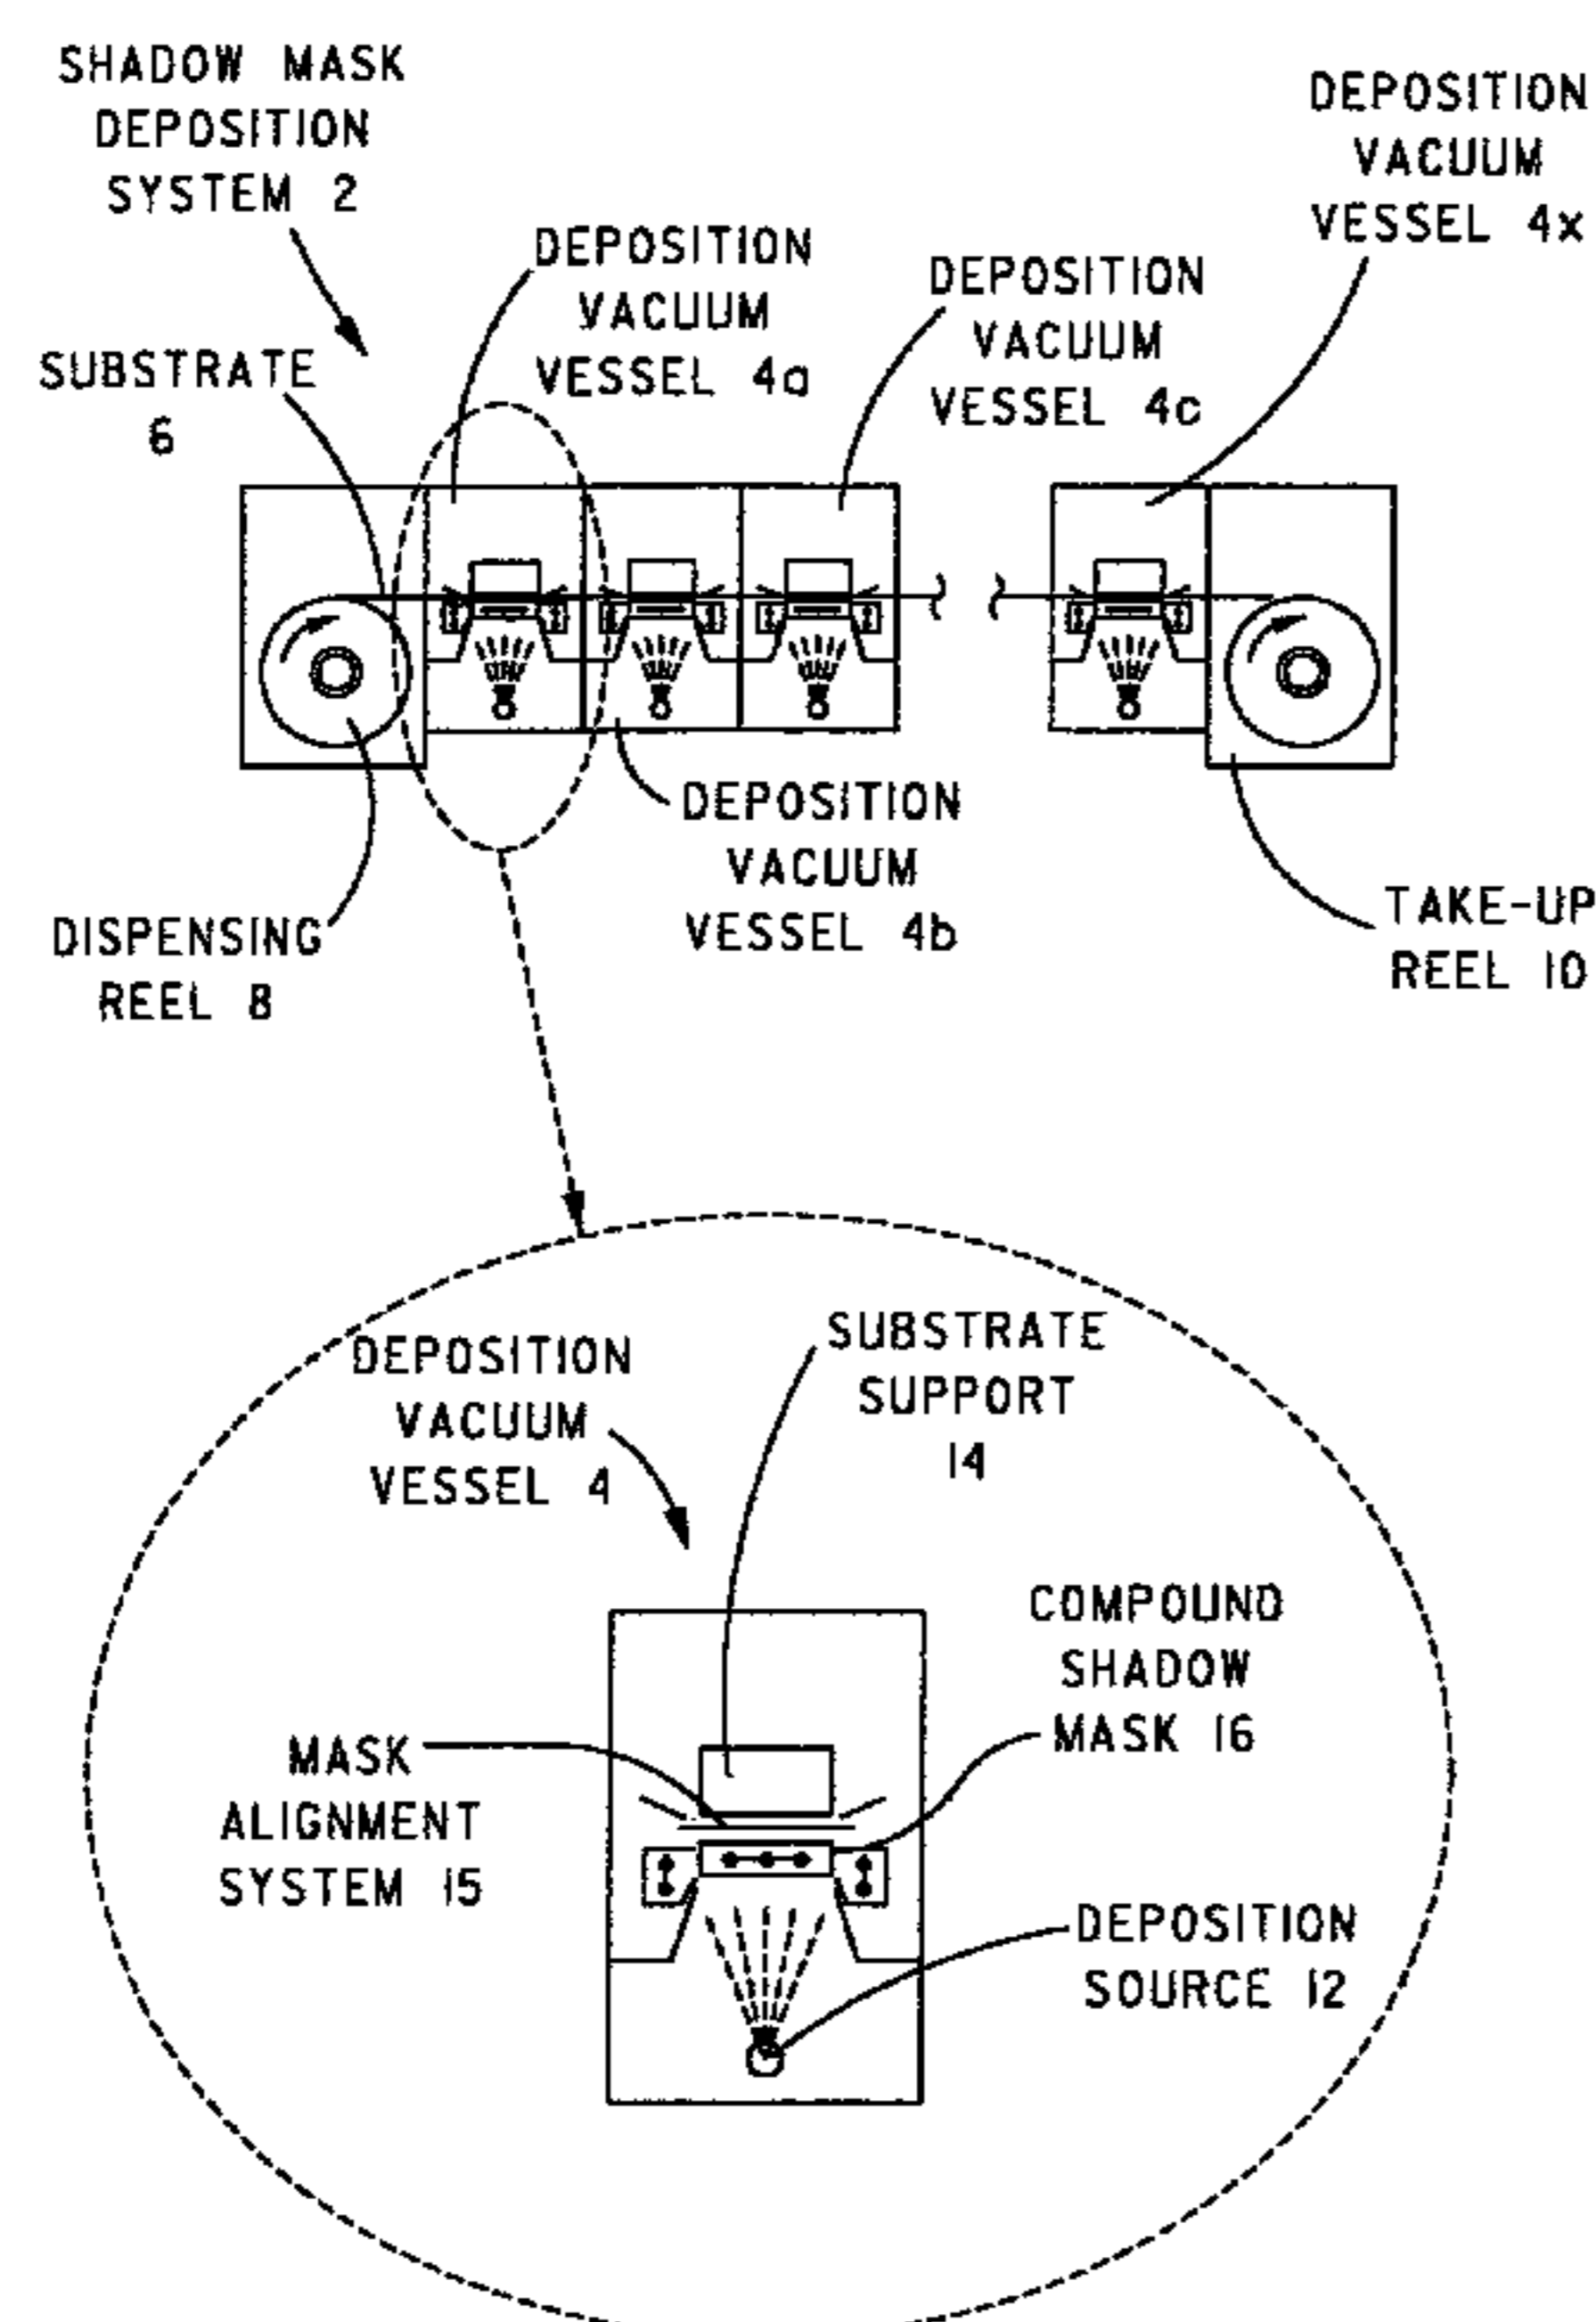 SHADOW MASK
DEPOSITION
SYSTEM 2
DEPOSITION
VACUUM
VESSEL 4x
DEPOSITION
VACUUM
VESSEL 4a
DEPOSITION
VACUUM
VESSEL 4c
SUBSTRATE
6
DEPOSITION
VACUUM
VESSEL 4b
DISPENSING
REEL 8
TAKE-UP
REEL 10
DEPOSITION
VACUUM
VESSEL 4
SUBSTRATE
SUPPORT
14
COMPOUND
SHADOW
MASK 16
MASK
ALIGNMENT
SYSTEM 15
DEPOSITION
SOURCE 12